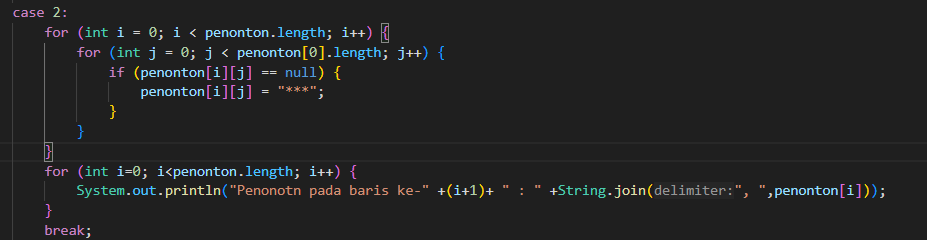 case 2:
    for (int i = 0; i < penonton.length; i++) {
        for (int j = 0; j < penonton[0].length; j++) {
            if (penonton[i][j] == null) {
                penonton[i][j] = "***";
            }
        }
    }
    for (int i=0; i<penonton.length; i++) {
        System.out.println("Penonotn pada baris ke-" +(i+1)+ " : " +String.join(delimiter:", ",penonton[i]));
    }
    break;